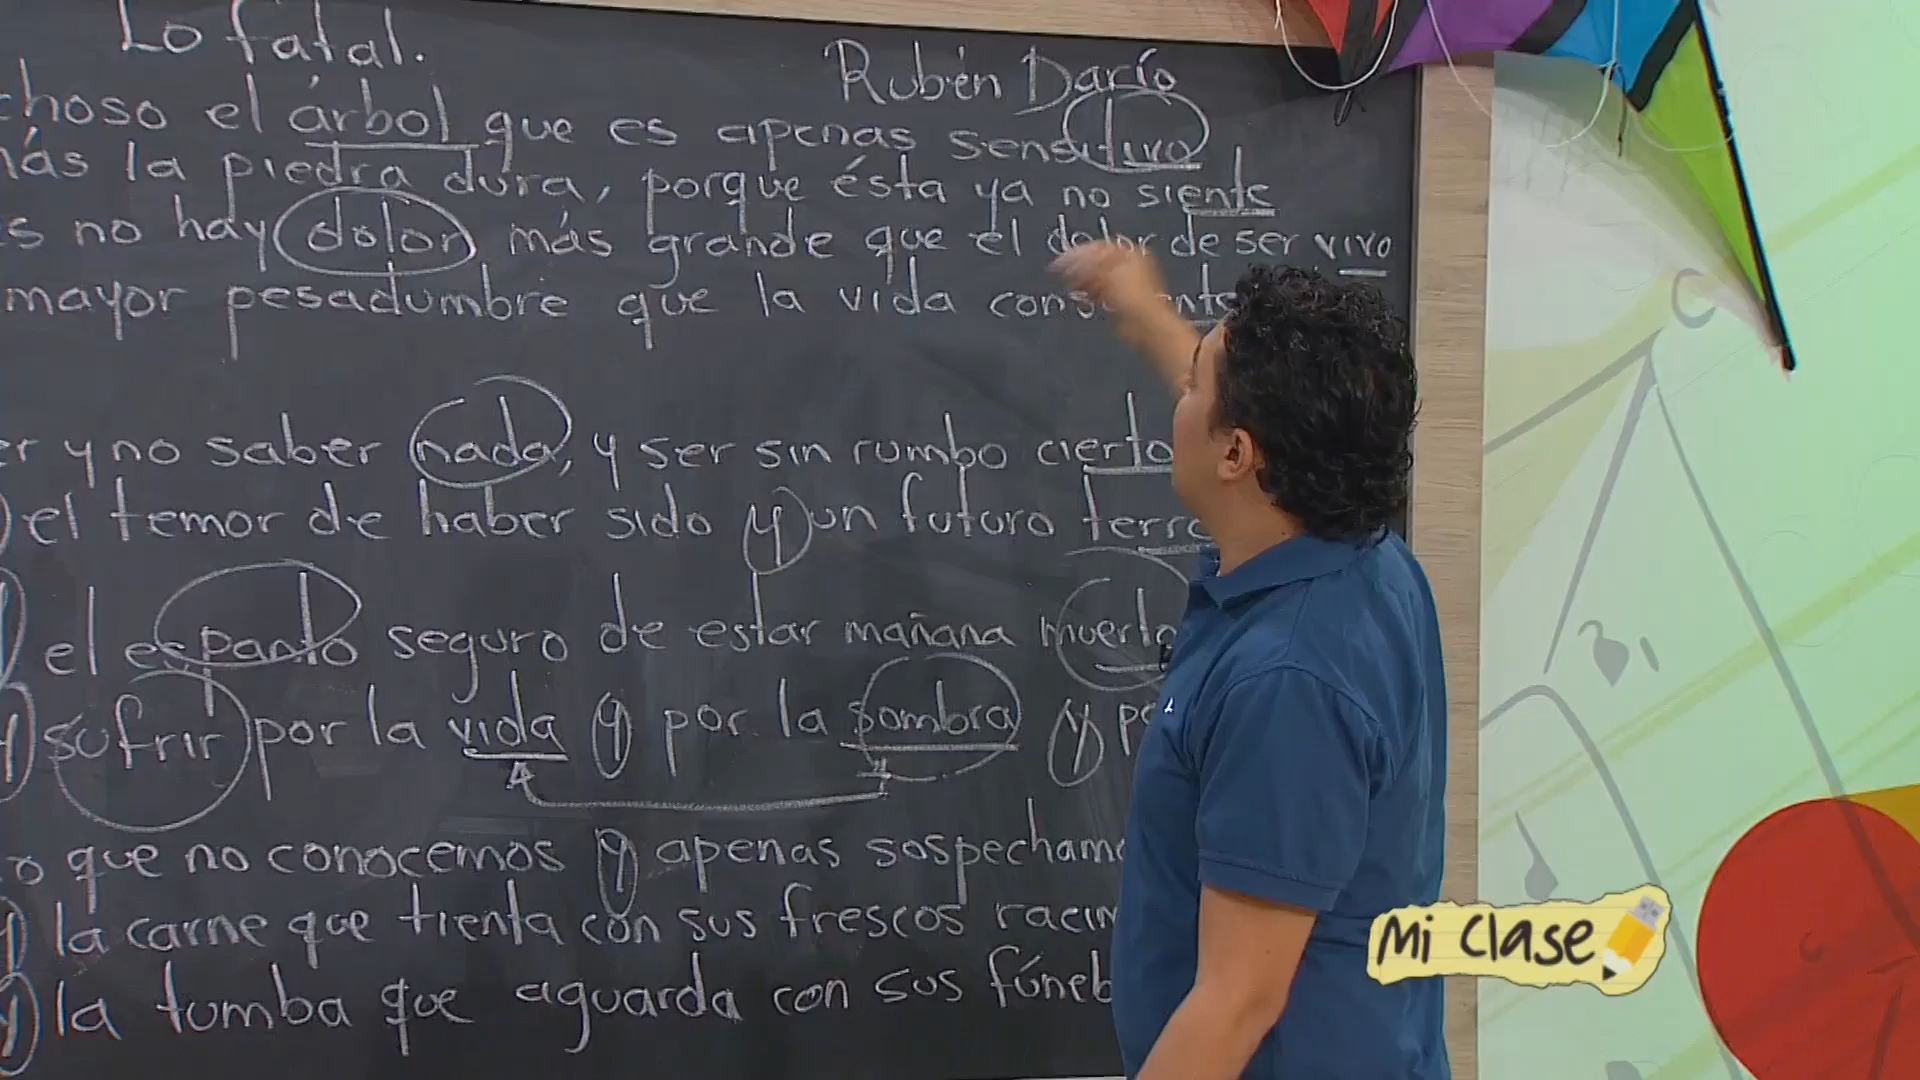 Lo fatal.
Rubén Darío
choso el árbol que es apenas sensitivo
más la piedra dura, porque ésta ya no siente
es no hay dolor más grande que el dolor de ser vivo
mayor pesadumbre que la vida
er y no saber nada, y ser sin rumbo cierto
el temor de haber sido y un futuro terro
el espanto seguro de estar mañana muerto
y sufrir por la vida y por la sombra y po
o que no conocemos y apenas sospecham
y la carne que tienta con sus frescos racim
y la tumba que aguarda con sus fúneb
Mi Clase